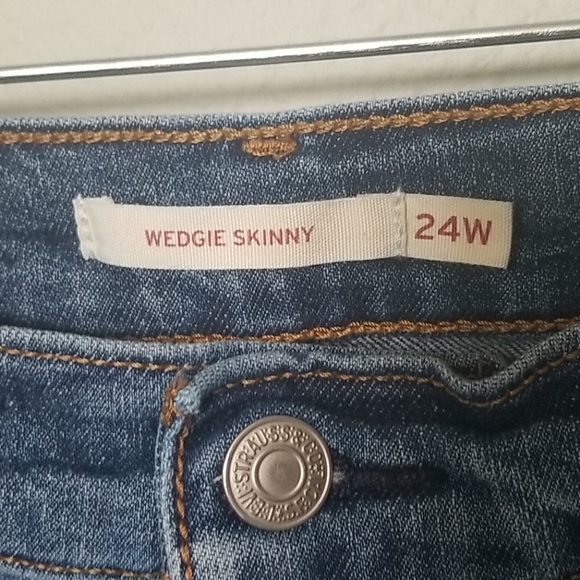 WEDGIE SKINNY
24W
LEVI STRAUSS & CO.